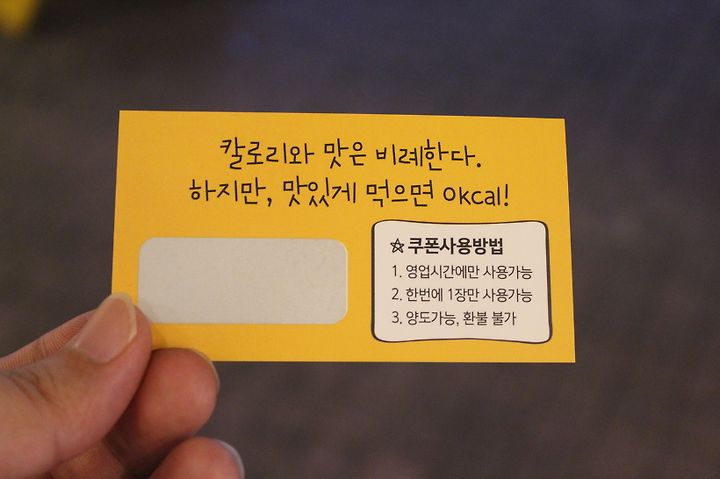 칼로리와 맛은 비례한다.
하지만, 맛있게 먹으면 0kcal!
☆ 쿠폰사용방법
1. 영업시간에만 사용가능
2. 한번에 1장만 사용가능
3. 양도가능, 환불 불가